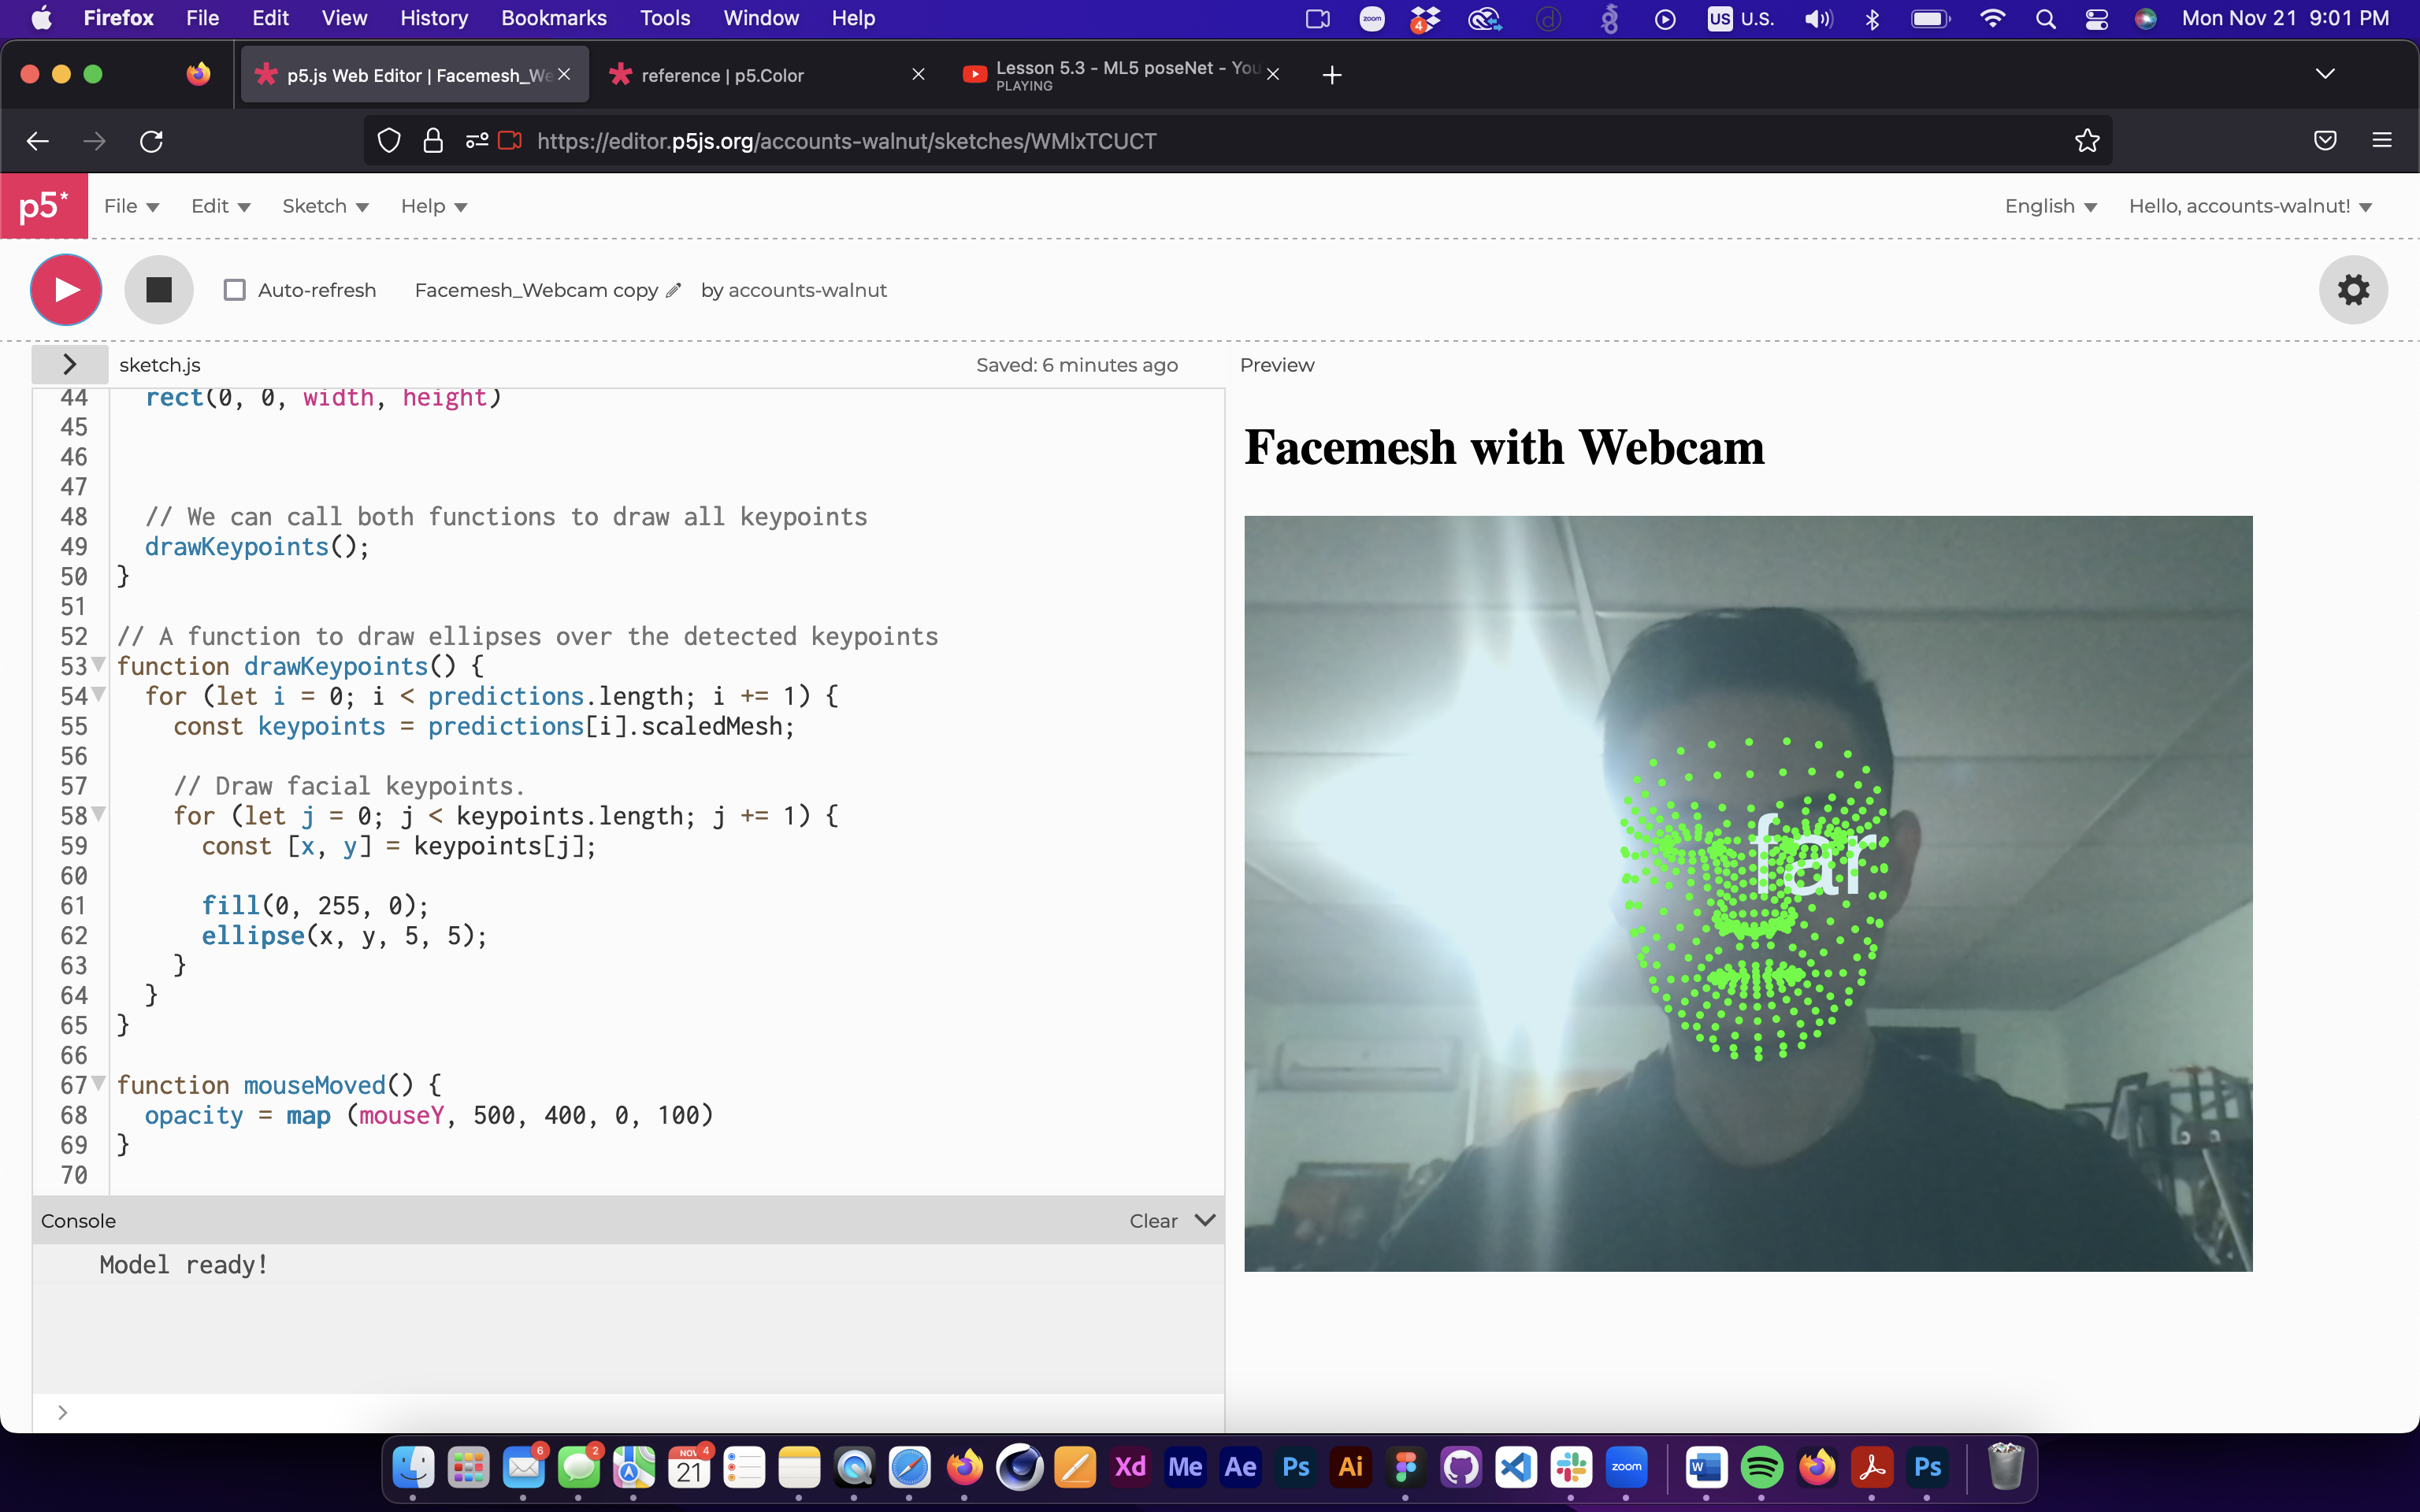 Firefox File Edit View History Bookmarks Tools Window Help zoom 4 US U.S. Mon Nov 21 9:01 PM
p5.js Web Editor | Facemesh_We reference | p5.Color Lesson 5.3 - ML5 poseNet - You
PLAYING
https://editor.p5js.org/accounts-walnut/sketches/WMlxTCUCT
p5* File Edit Sketch Help English Hello, accounts-walnut!
Auto-refresh Facemesh_Webcam copy by accounts-walnut
> sketch.js Saved: 6 minutes ago Preview
44 rect(0, 0, width, height)
45
46
47
48 // We can call both functions to draw all keypoints
49 drawKeypoints();
50 }
51
52 // A function to draw ellipses over the detected keypoints
53 function drawKeypoints() {
54 for (let i = 0; i < predictions.length; i += 1) {
55 const keypoints = predictions[i].scaledMesh;
56
57 // Draw facial keypoints.
58 for (let j = 0; j < keypoints.length; j += 1) {
59 const [x, y] = keypoints[j];
60
61 fill(0, 255, 0);
62 ellipse(x, y, 5, 5);
63 }
64 }
65 }
66
67 function mouseMoved() {
68 opacity = map (mouseY, 500, 400, 0, 100)
69 }
70
Console Clear
Model ready!
>
Facemesh with Webcam
far
6 2 NOV 4 21 Xd Me Ae Ps Ai zoom W Ps